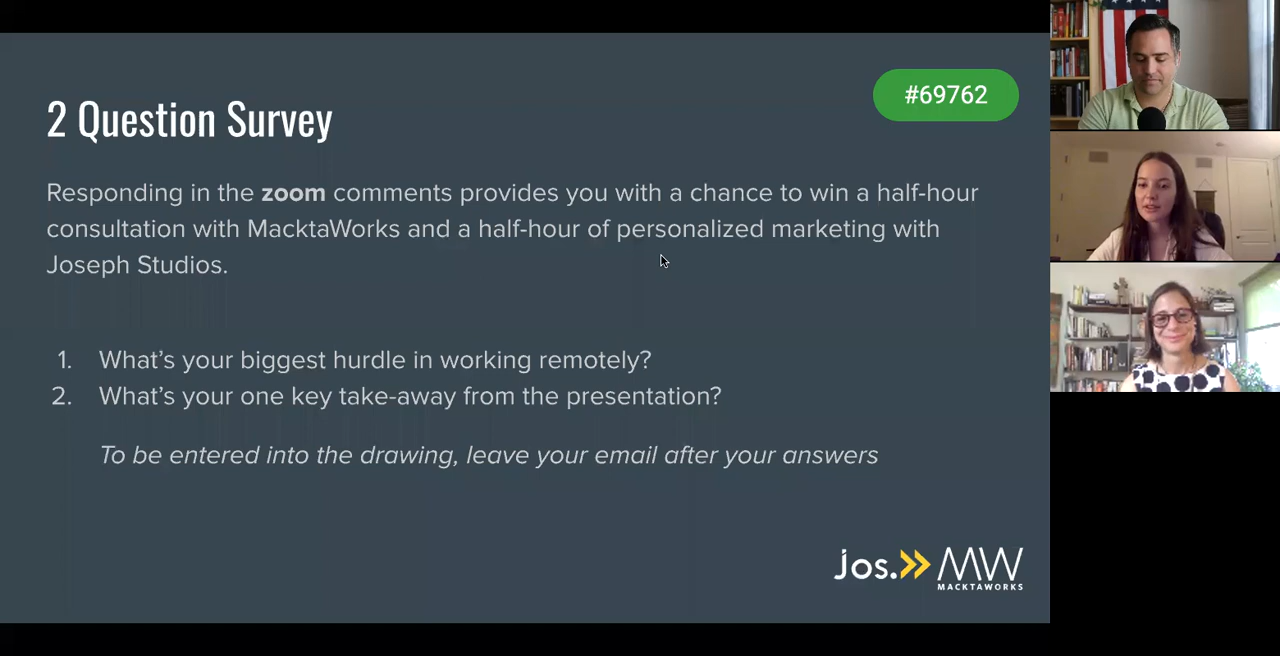 2 Question Survey
#69762
Responding in the zoom comments provides you with a chance to win a half-hour
consultation with MacktaWorks and a half-hour of personalized marketing with
Joseph Studios.
1. What's your biggest hurdle in working remotely?
2. What's your one key take-away from the presentation?
To be entered into the drawing, leave your email after your answers
Jos. MW
MACKTAWORKS